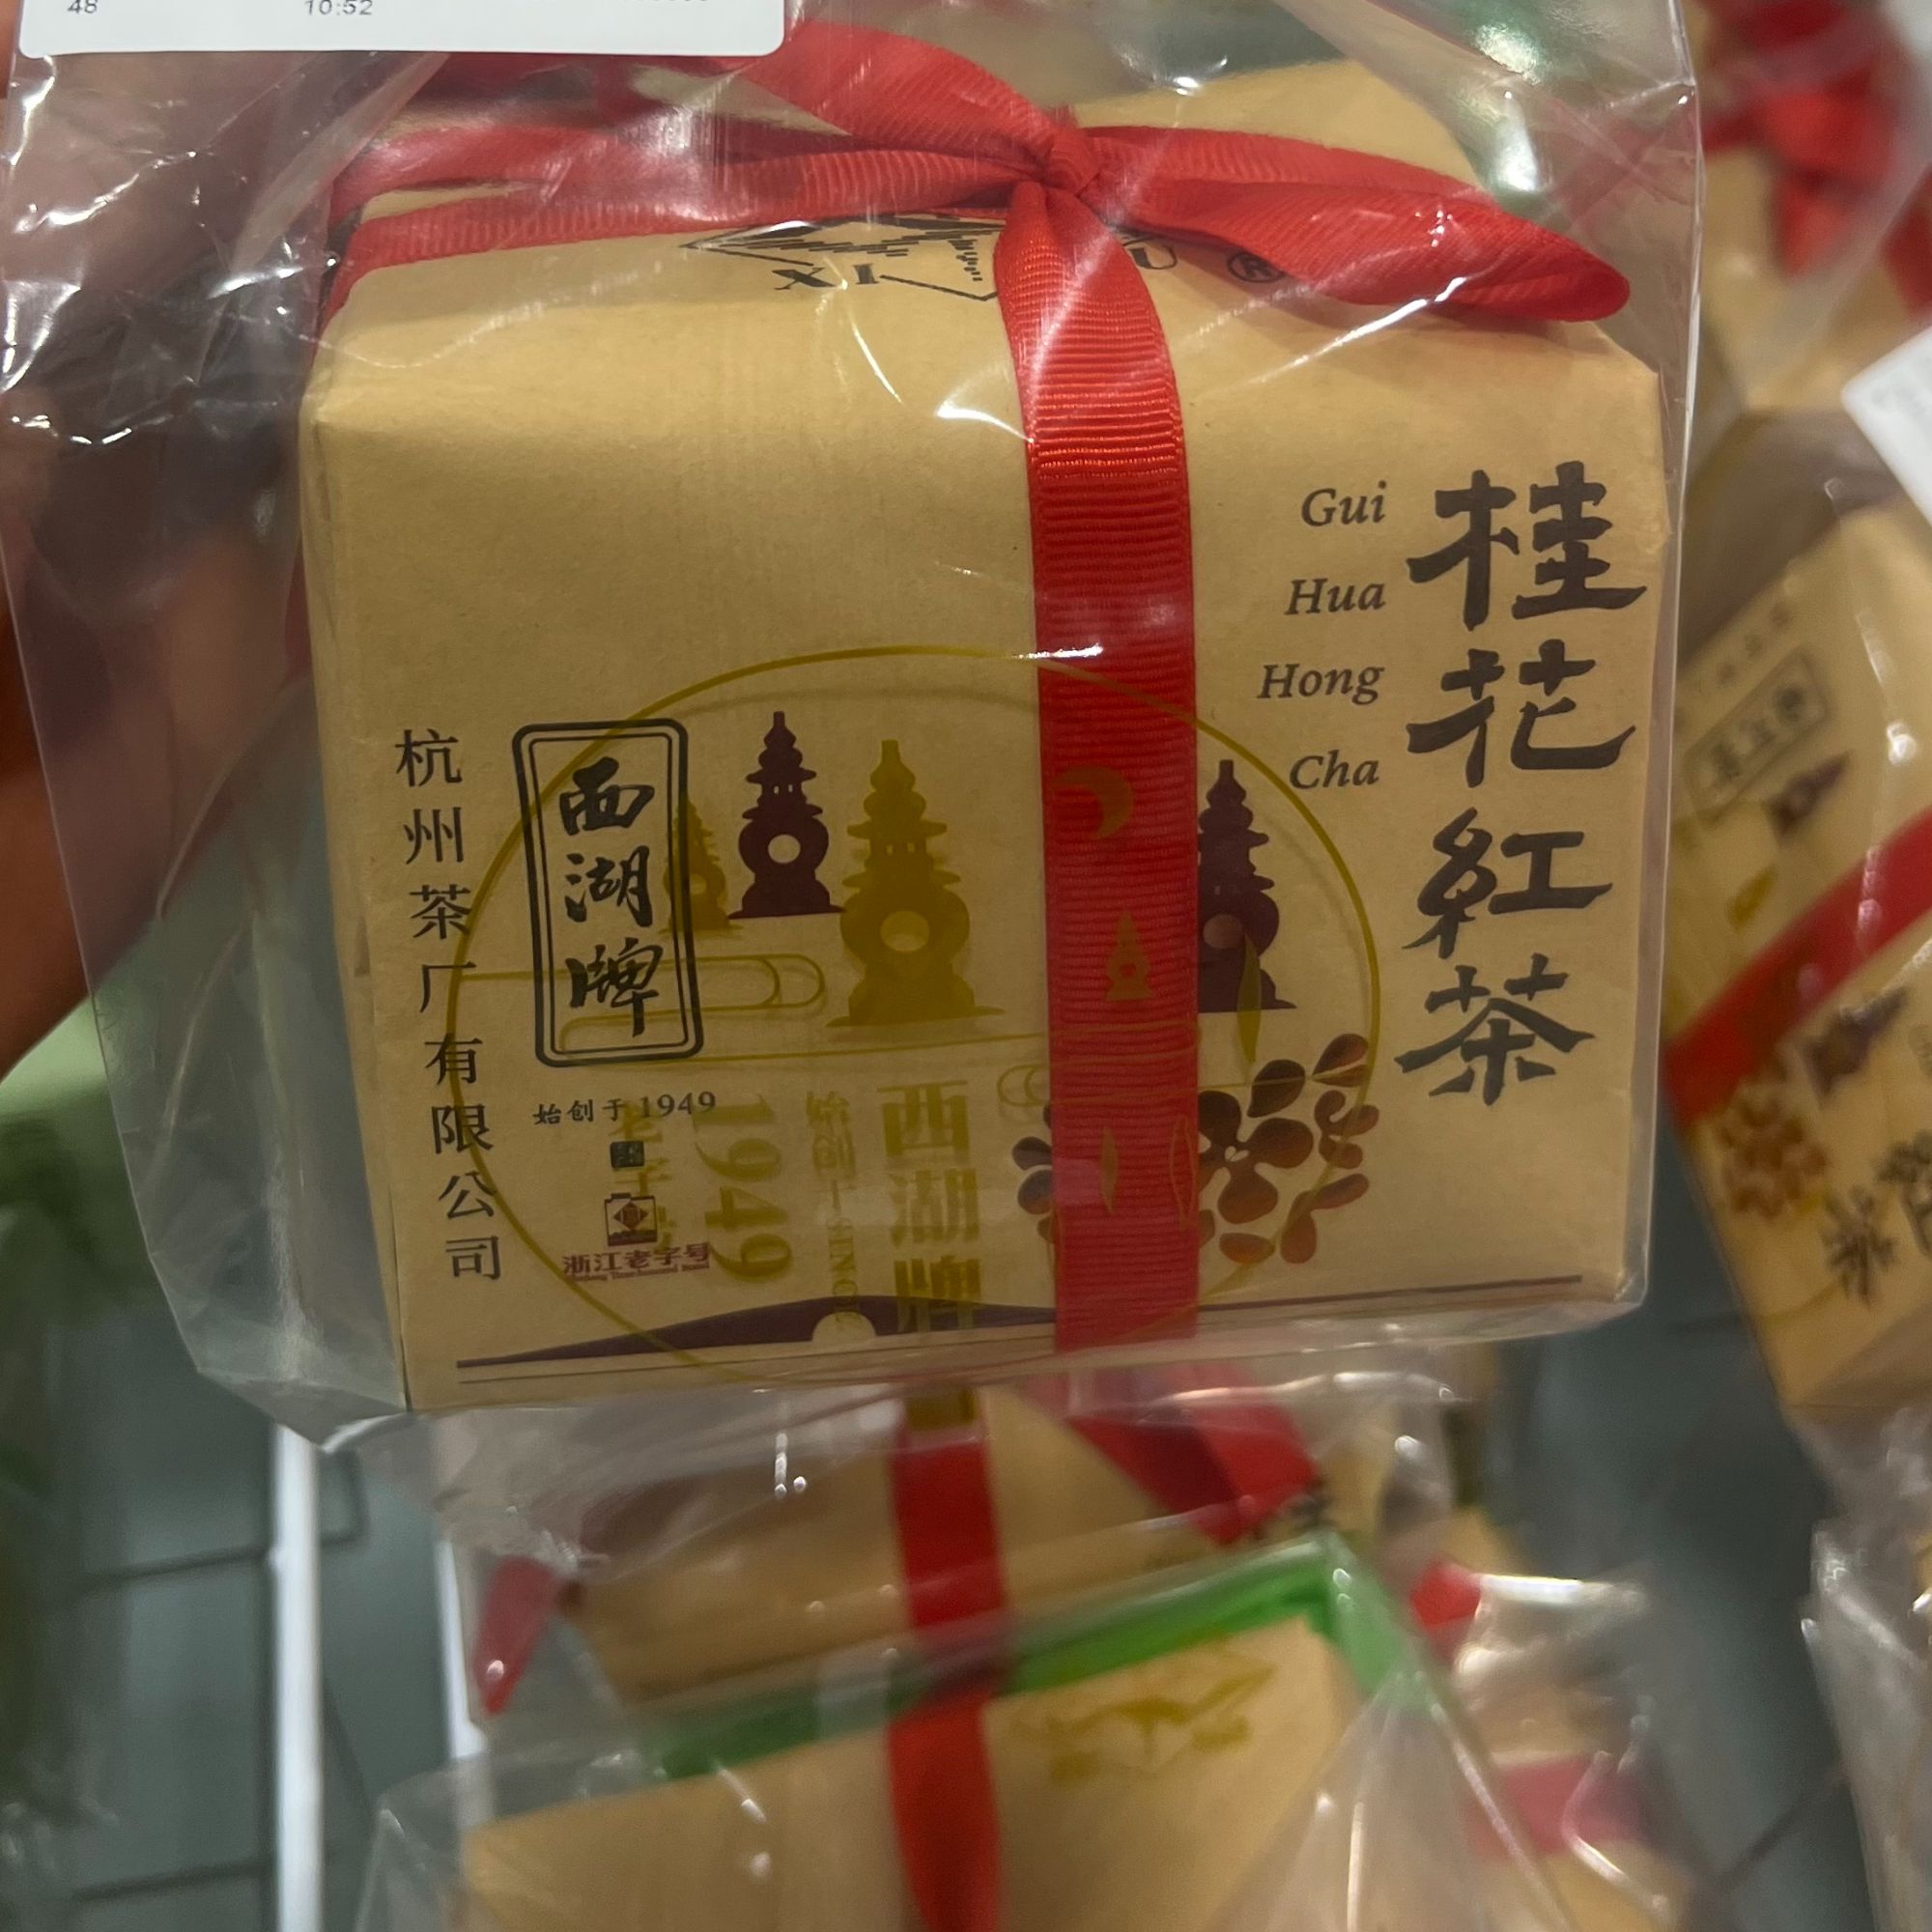 48 10:52
XI U ®
Gui
Hua
Hong
Cha
桂花紅茶
西湖牌
始创于1949
浙江老字号
杭州茶厂有限公司
西湖牌
1949